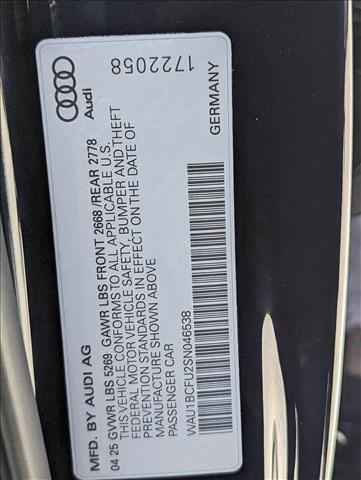 MFD. BY AUDI AG
04 25 GVWR LBS 5269 GAWR LBS FRONT 2668/REAR 2778
THIS VEHICLE CONFORMS TO ALL APPLICABLE U.S.
FEDERAL MOTOR VEHICLE SAFETY, BUMPER AND THEFT
PREVENTION STANDARDS IN EFFECT ON THE DATE OF
MANUFACTURE SHOWN ABOVE
PASSENGER CAR
WAU1BCFU2SN046538
GERMANY
Audi
1722058